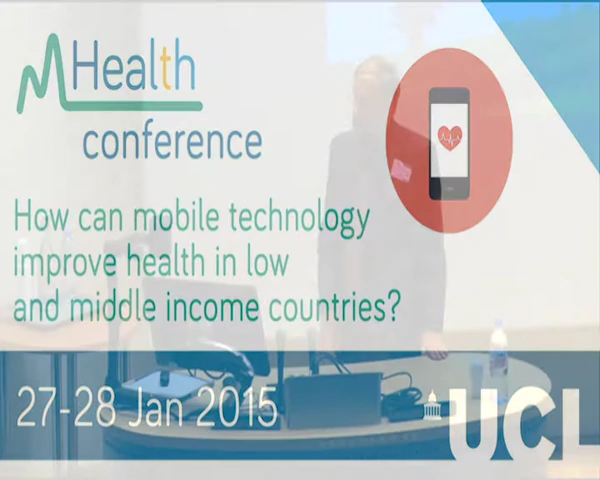 MHealth
conference
How can mobile technology
improve health in low
and middle income countries?
27-28 Jan 2015
UCL